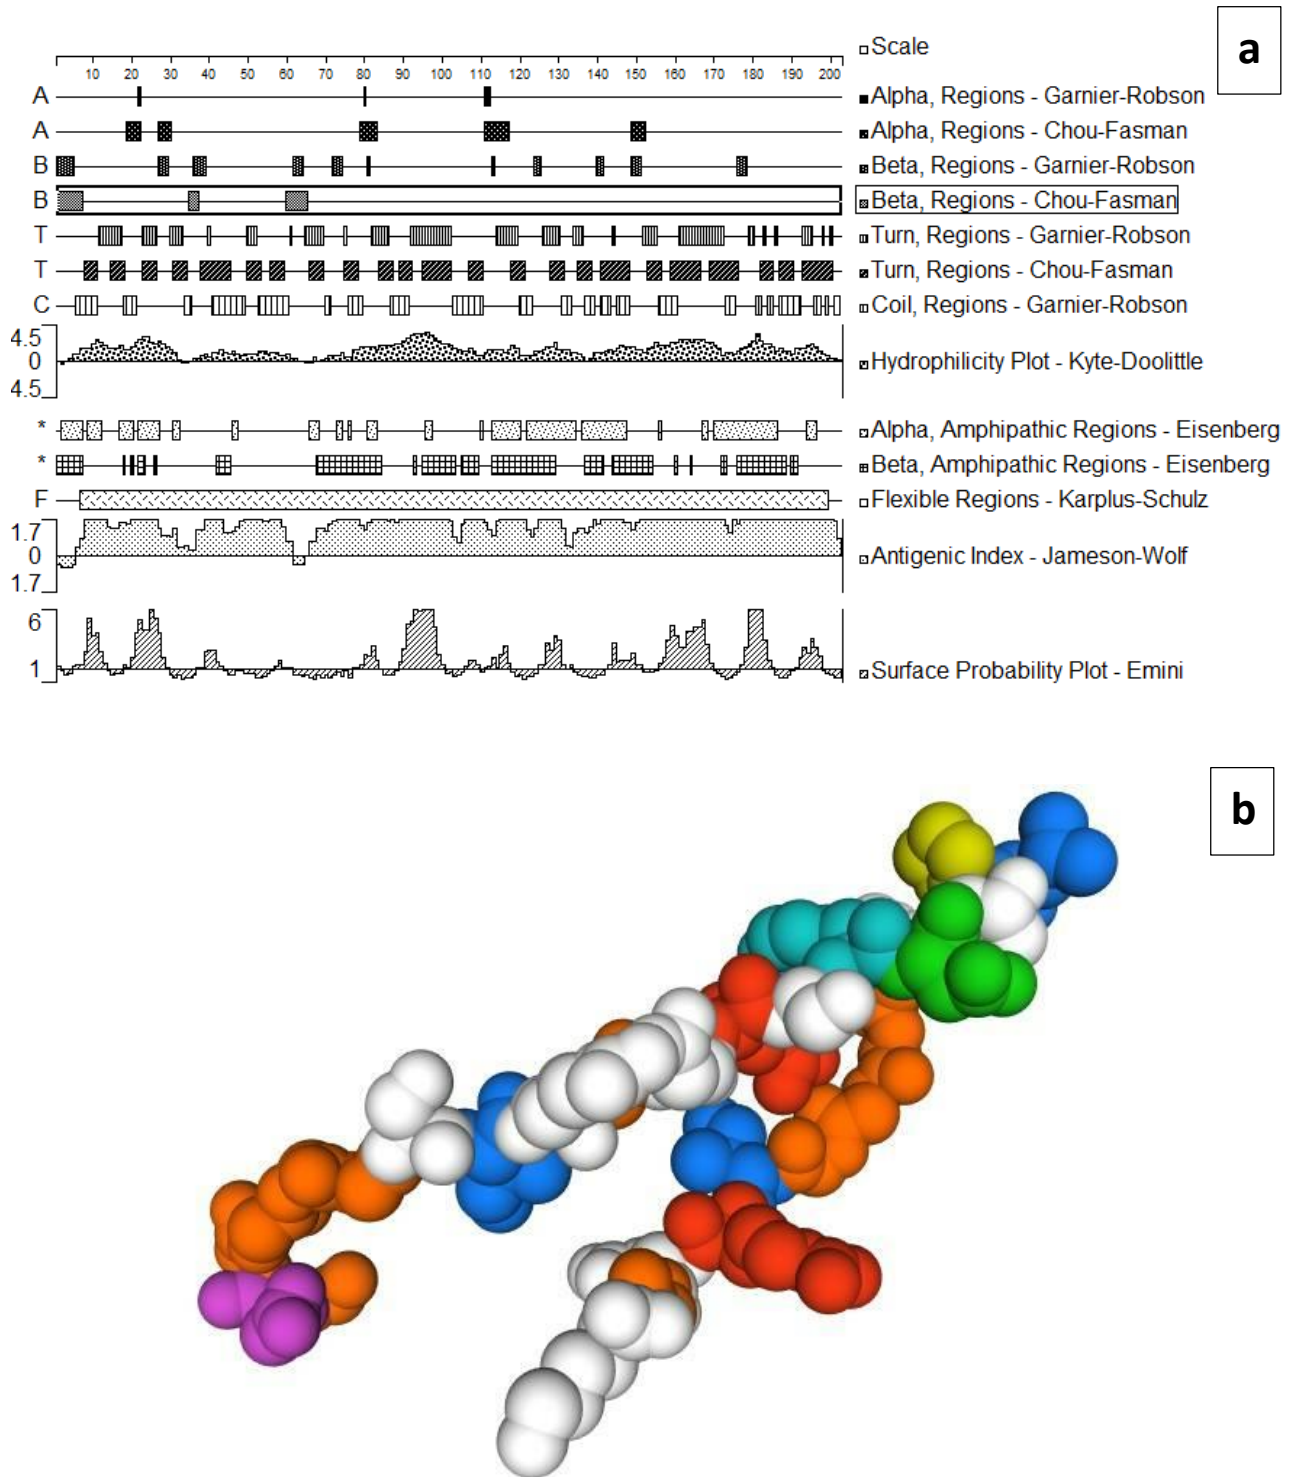 a
Scale
10 20 30 40 50 60 70 80 90 100 110 120 130 140 150 160 170 180 190 200
A Alpha, Regions - Garnier-Robson
A Alpha, Regions - Chou-Fasman
B Beta, Regions - Garnier-Robson
B Beta, Regions - Chou-Fasman
T Turn, Regions - Garnier-Robson
T Turn, Regions - Chou-Fasman
C Coil, Regions - Garnier-Robson
4.5
0 Hydrophilicity Plot - Kyte-Doolittle
4.5
* Alpha, Amphipathic Regions - Eisenberg
* Beta, Amphipathic Regions - Eisenberg
F Flexible Regions - Karplus-Schulz
1.7
0 Antigenic Index - Jameson-Wolf
1.7
6
1 Surface Probability Plot - Emini
b